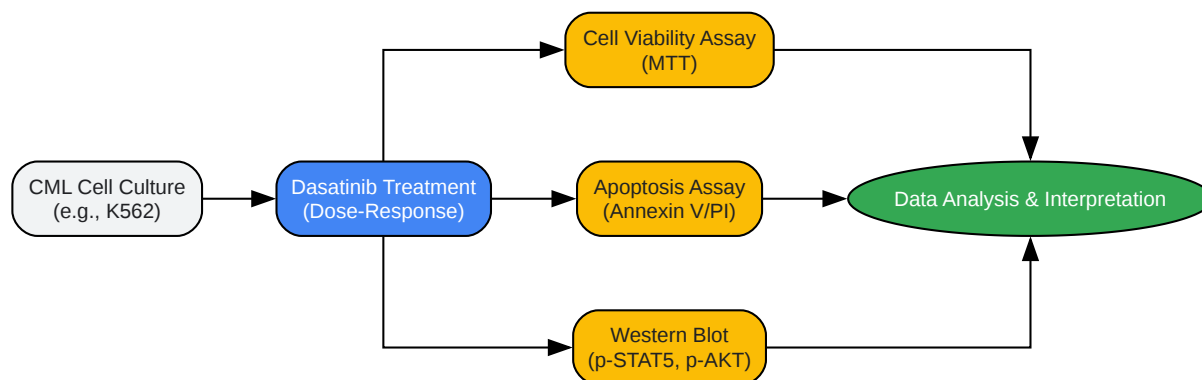 CML Cell Culture
(e.g., K562)
Dasatinib Treatment
(Dose-Response)
Cell Viability Assay
(MTT)
Apoptosis Assay
(Annexin V/PI)
Western Blot
(p-STAT5, p-AKT)
Data Analysis & Interpretation